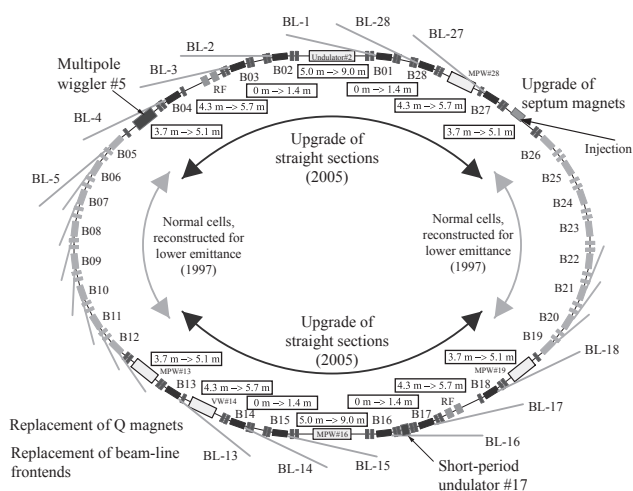 BL-1
BL-28
BL-27
BL-2
BL-3
Undulator#2
B02
B01
B03
B28
MPW#28
Multipole
wiggler #5
RF
5.0 m → 9.0 m
0 m → 1.4 m
0 m → 1.4 m
B04
4.3 m → 5.7 m
4.3 m → 5.7 m
B27
Upgrade of
septum magnets
BL-4
3.7 m → 5.1 m
3.7 m → 5.1 m
Injection
B05
Upgrade of
straight sections
(2005)
B26
BL-5
B06
B25
B07
B24
B08
Normal cells,
reconstructed for
lower emittance
(1997)
Normal cells,
reconstructed for
lower emittance
(1997)
B23
B09
B22
B10
B21
B11
B20
B12
Upgrade of
straight sections
(2005)
B19
3.7 m → 5.1 m
3.7 m → 5.1 m
BL-18
MPW#13
MPW#19
B13
4.3 m → 5.7 m
4.3 m → 5.7 m
B18
VW#14
0 m → 1.4 m
0 m → 1.4 m
RF
BL-17
B14
B15
5.0 m → 9.0 m
B16
B17
MPW#16
Replacement of Q magnets
Replacement of beam-line
frontends
BL-13
BL-14
BL-15
BL-16
Short-period
undulator #17